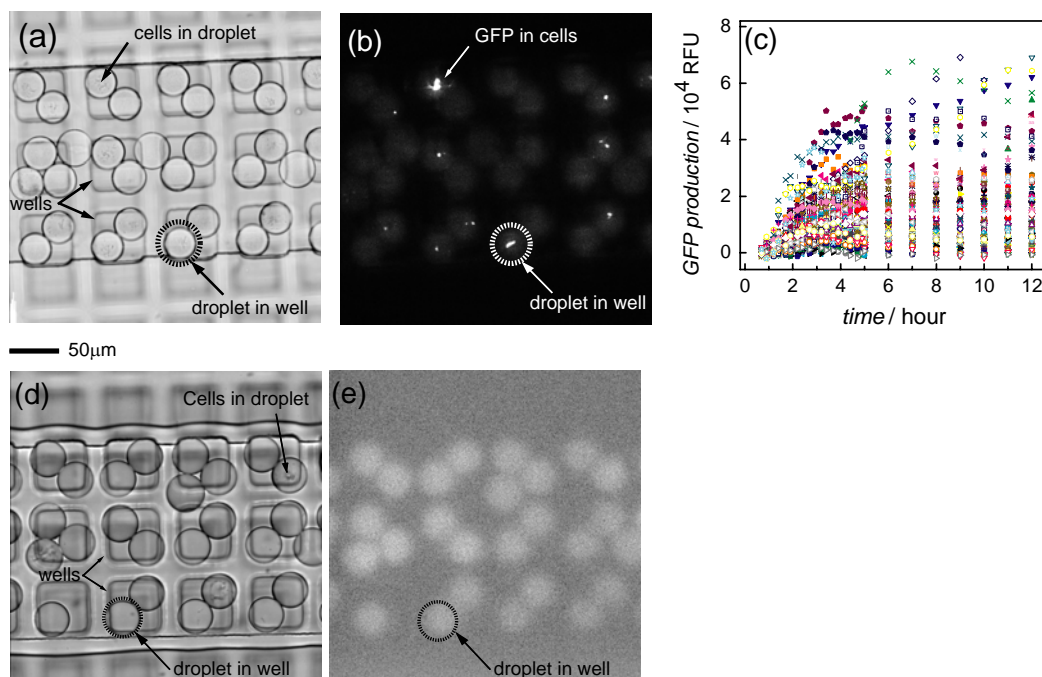 (a)
cells in droplet
wells
droplet in well
(b)
GFP in cells
droplet in well
(c)
GFP production / 10⁴ RFU
8
6
4
2
0
2 4 6 8 10 12
time / hour
50μm
(d)
Cells in droplet
wells
droplet in well
(e)
droplet in well